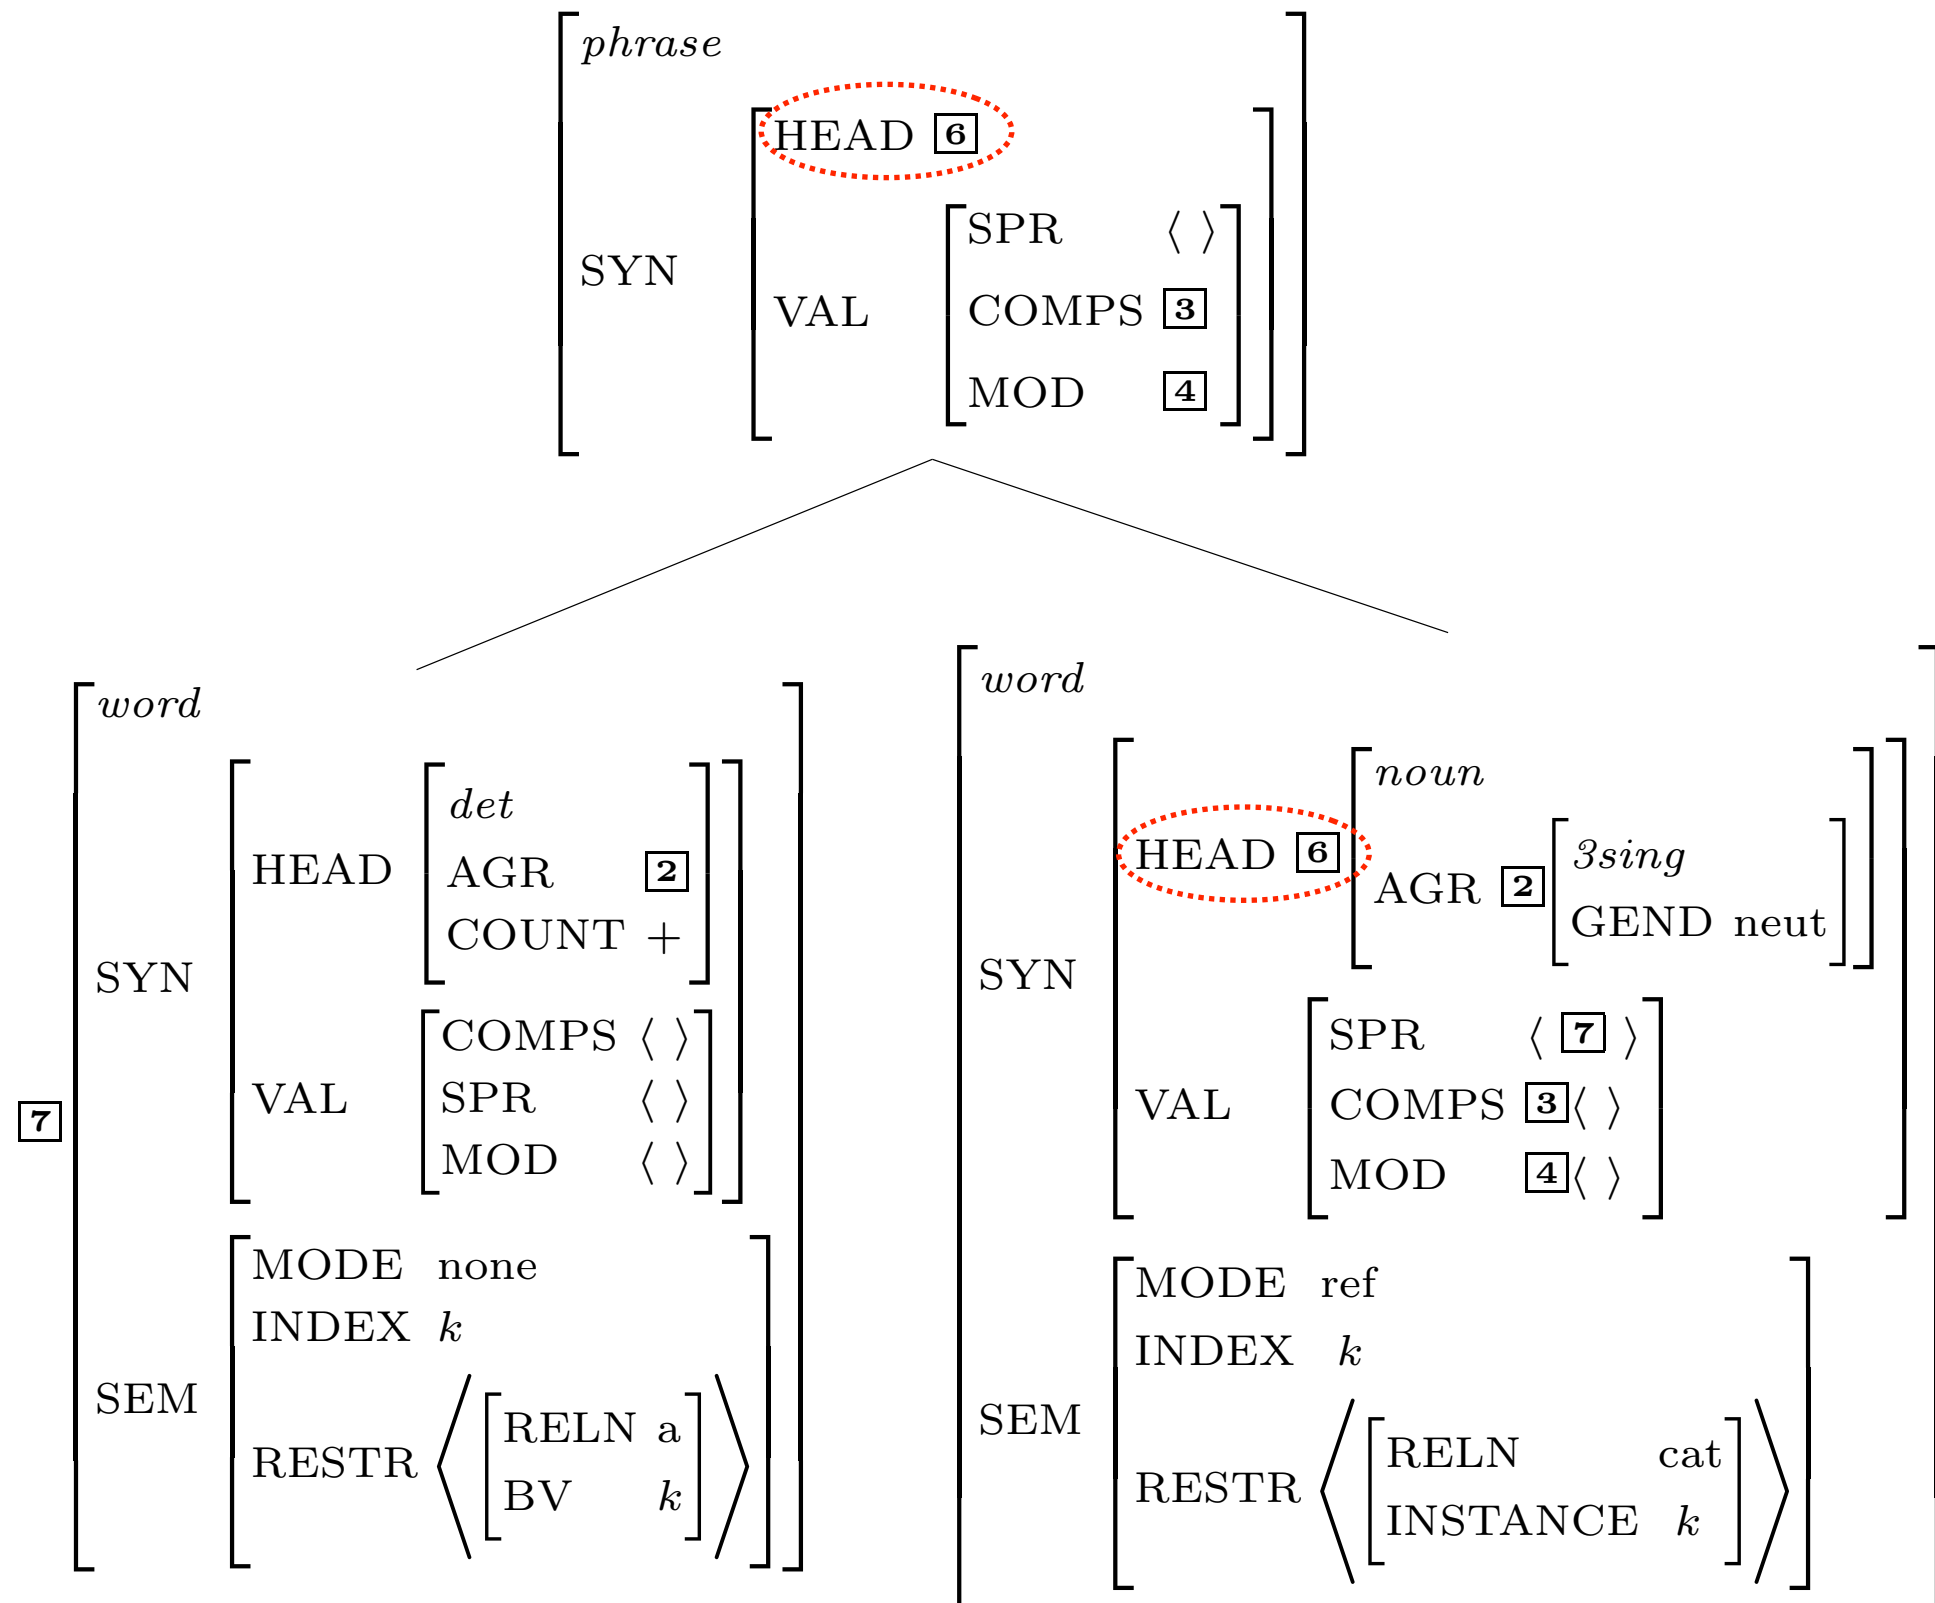 phrase
HEAD 6
SYN
VAL
SPR ⟨ ⟩
COMPS 3
MOD 4
7
word
SYN
HEAD
det
AGR 2
COUNT +
VAL
COMPS ⟨ ⟩
SPR ⟨ ⟩
MOD ⟨ ⟩
SEM
MODE none
INDEX k
RESTR
RELN a
BV k
word
SYN
HEAD 6
noun
AGR 2
3sing
GEND neut
VAL
SPR ⟨ 7 ⟩
COMPS 3⟨ ⟩
MOD 4⟨ ⟩
SEM
MODE ref
INDEX k
RESTR
RELN cat
INSTANCE k